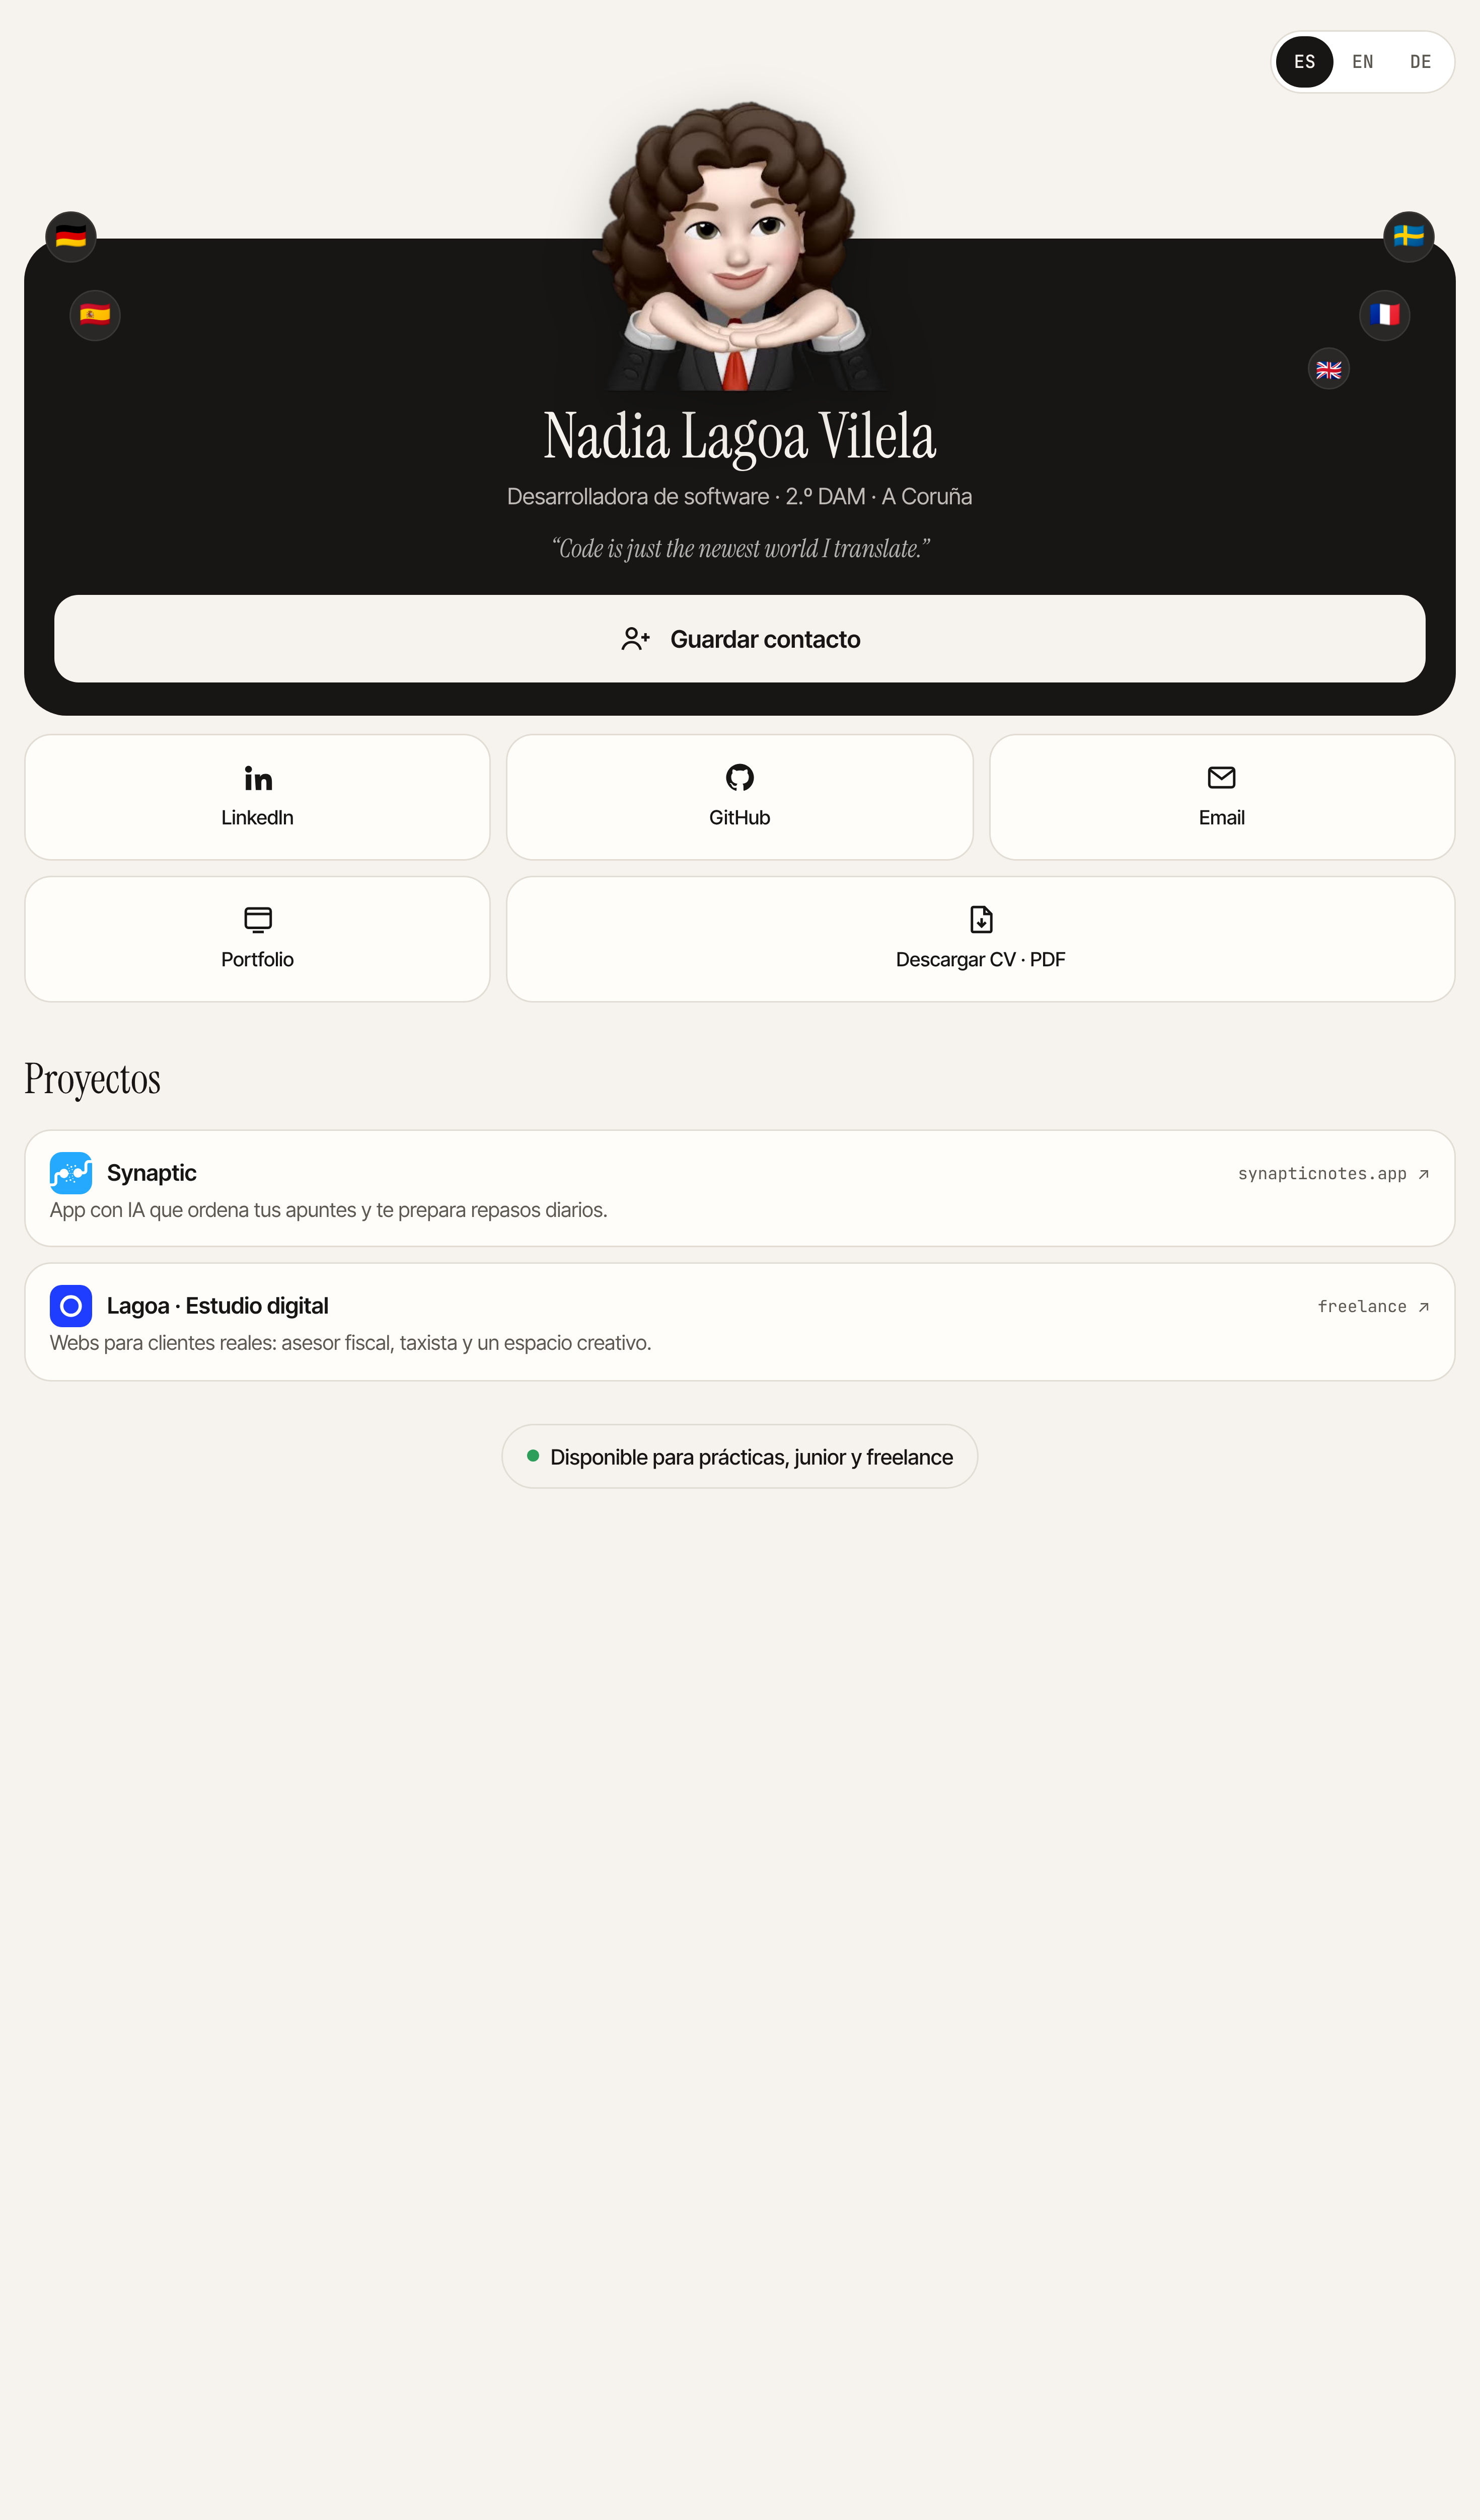 ES EN DE
Nadia Lagoa Vilela
Desarrolladora de software · 2.º DAM · A Coruña
“Code is just the newest world I translate.”
Guardar contacto
LinkedIn
GitHub
Email
Portfolio
Descargar CV · PDF
Proyectos
Synaptic
synapticnotes.app ↗
App con IA que ordena tus apuntes y te prepara repasos diarios.
Lagoa · Estudio digital
freelance ↗
Webs para clientes reales: asesor fiscal, taxista y un espacio creativo.
Disponible para prácticas, junior y freelance